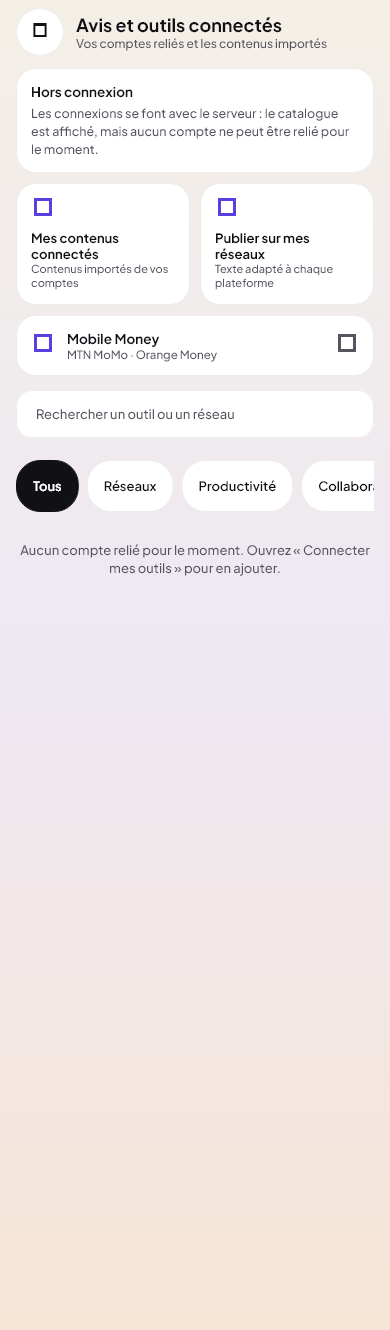 Avis et outils connectés
Vos comptes reliés et les contenus importés
Hors connexion
Les connexions se font avec le serveur : le catalogue
est affiché, mais aucun compte ne peut être relié pour
le moment.
Mes contenus
connectés
Contenus importés de vos
comptes
Publier sur mes
réseaux
Texte adapté à chaque
plateforme
Mobile Money
MTN MoMo · Orange Money
Rechercher un outil ou un réseau
Tous
Réseaux
Productivité
Collabora
Aucun compte relié pour le moment. Ouvrez « Connecter
mes outils » pour en ajouter.